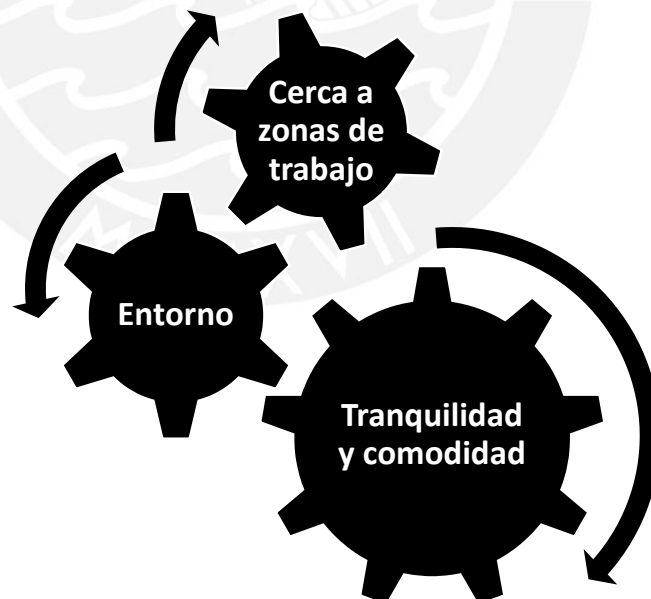 Cerca a
zonas de
trabajo
Entorno
Tranquilidad
y comodidad